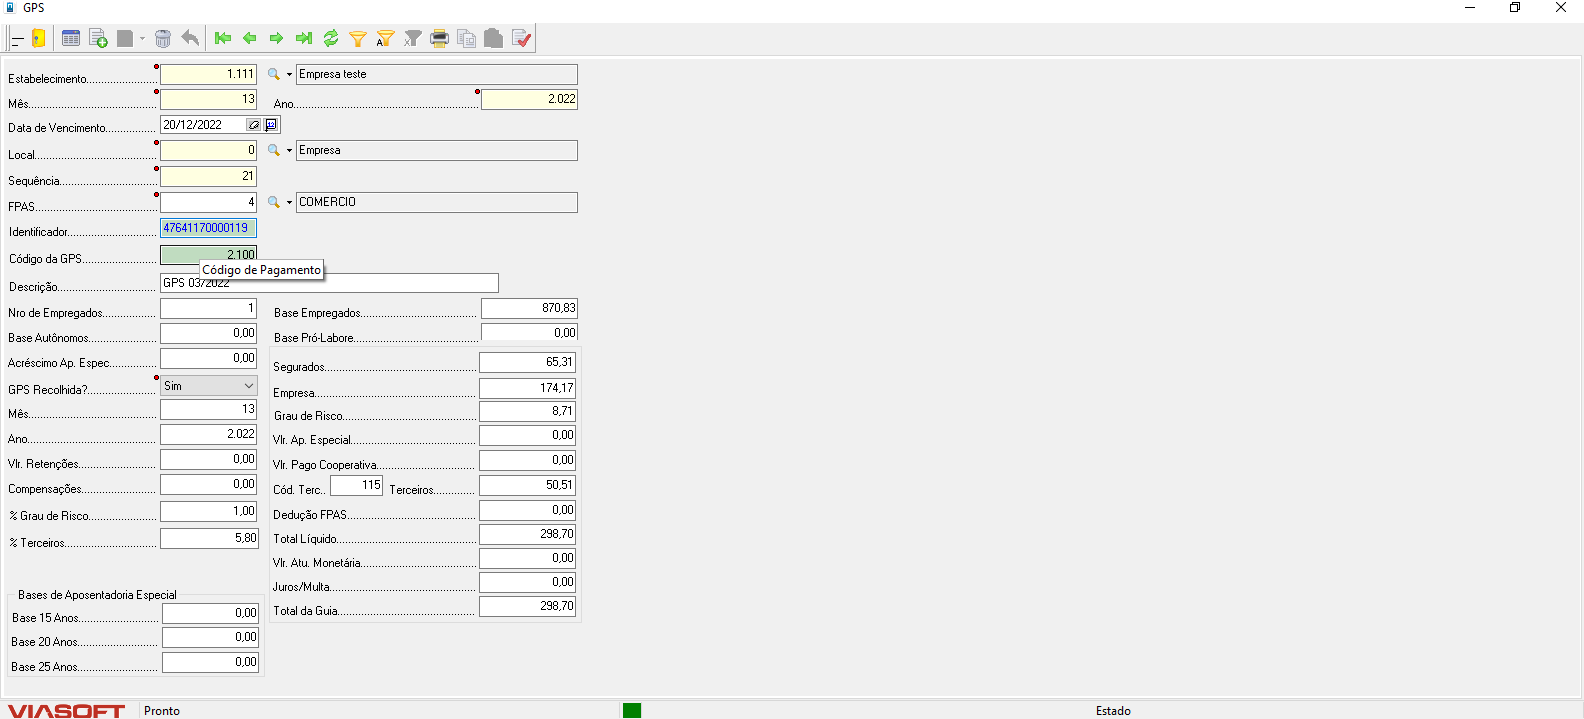 GPS
Estabelecimento 1.111 Empresa teste
Mês 13 Ano 2.022
Data de Vencimento 20/12/2022
Local 0 Empresa
Sequência 21
FPAS 4 COMERCIO
Identificador 47641170000119
Código da GPS 2.100
Código de Pagamento
Descrição GPS 03/2022
Nro de Empregados 1 Base Empregados 870,83
Base Autônomos 0,00 Base Pró-Labore 0,00
Acréscimo Ap. Espec. 0,00 Segurados 65,31
GPS Recolhida? Sim Empresa 174,17
Mês 13 Grau de Risco 8,71
Ano 2.022 Vlr. Ap. Especial 0,00
Vlr. Retenções 0,00 Vlr. Pago Cooperativa 0,00
Compensações 0,00 Cód. Terc.. 115 Terceiros 50,51
% Grau de Risco 1,00 Dedução FPAS 0,00
% Terceiros 5,80 Total Líquido 298,70
Vlr. Atu. Monetária 0,00
Juros/Multa 0,00
Bases de Aposentadoria Especial
Total da Guia 298,70
Base 15 Anos 0,00
Base 20 Anos 0,00
Base 25 Anos 0,00
VIASOFT Pronto Estado